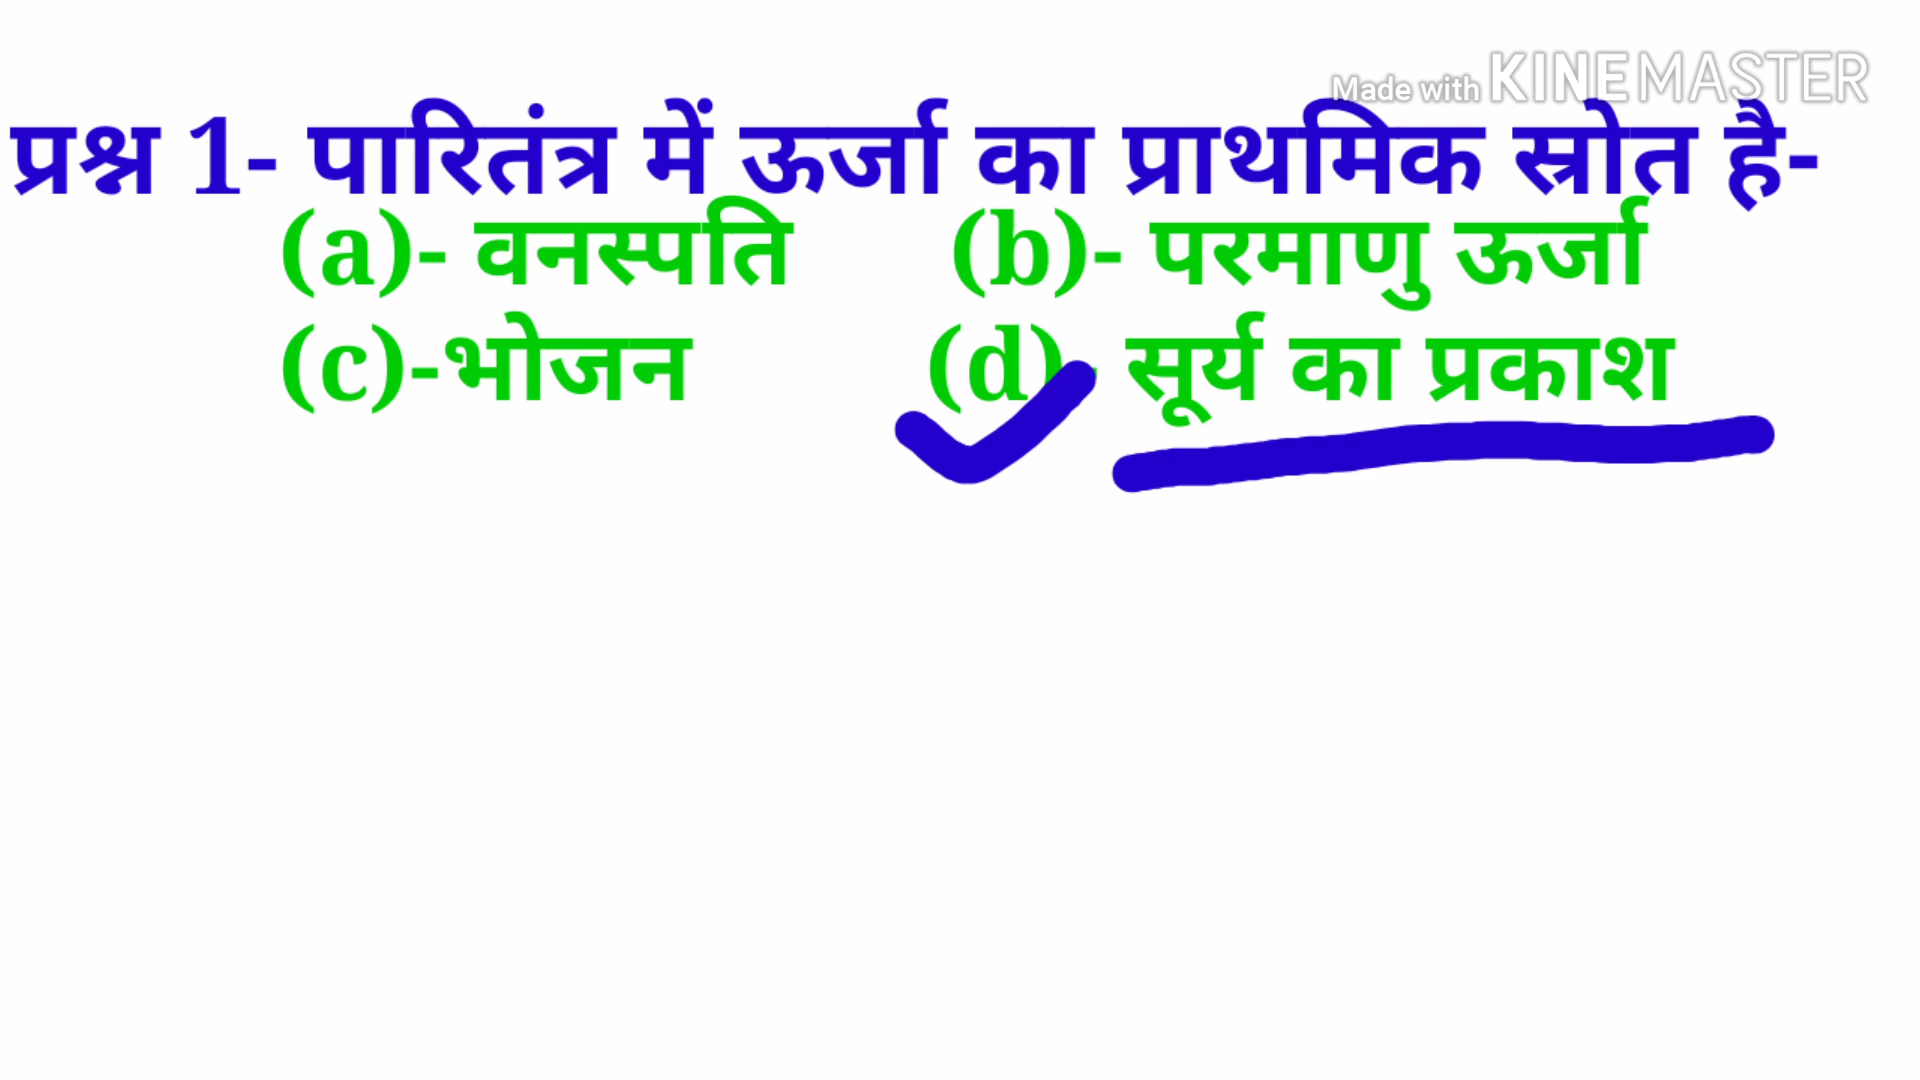 Made with KINEMASTER
प्रश्न 1- पारितंत्र में ऊर्जा का प्राथमिक स्रोत है-
(a)- वनस्पति (b)- परमाणु ऊर्जा
(c)-भोजन (d)- सूर्य का प्रकाश